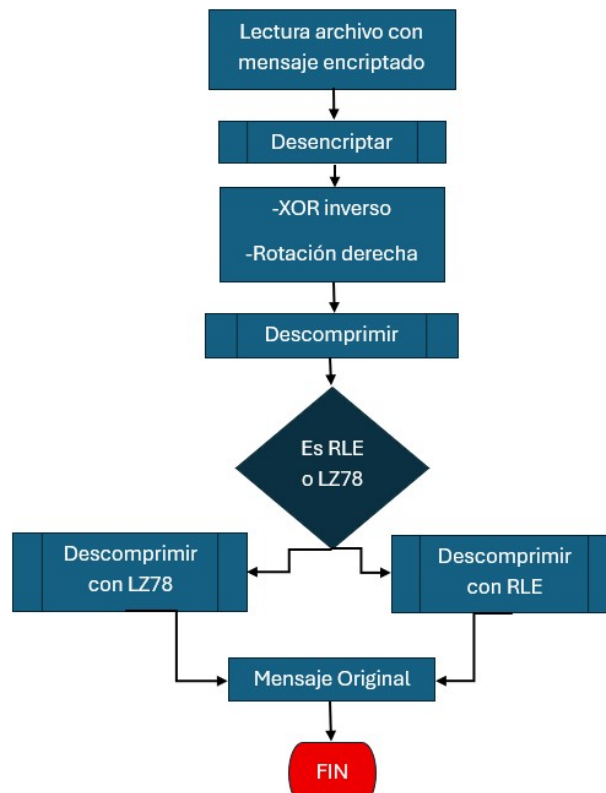 Lectura archivo con
mensaje encriptado
Desencriptar
-XOR inverso
-Rotación derecha
Descomprimir
Es RLE
o LZ78
Descomprimir
con LZ78
Descomprimir
con RLE
Mensaje Original
FIN